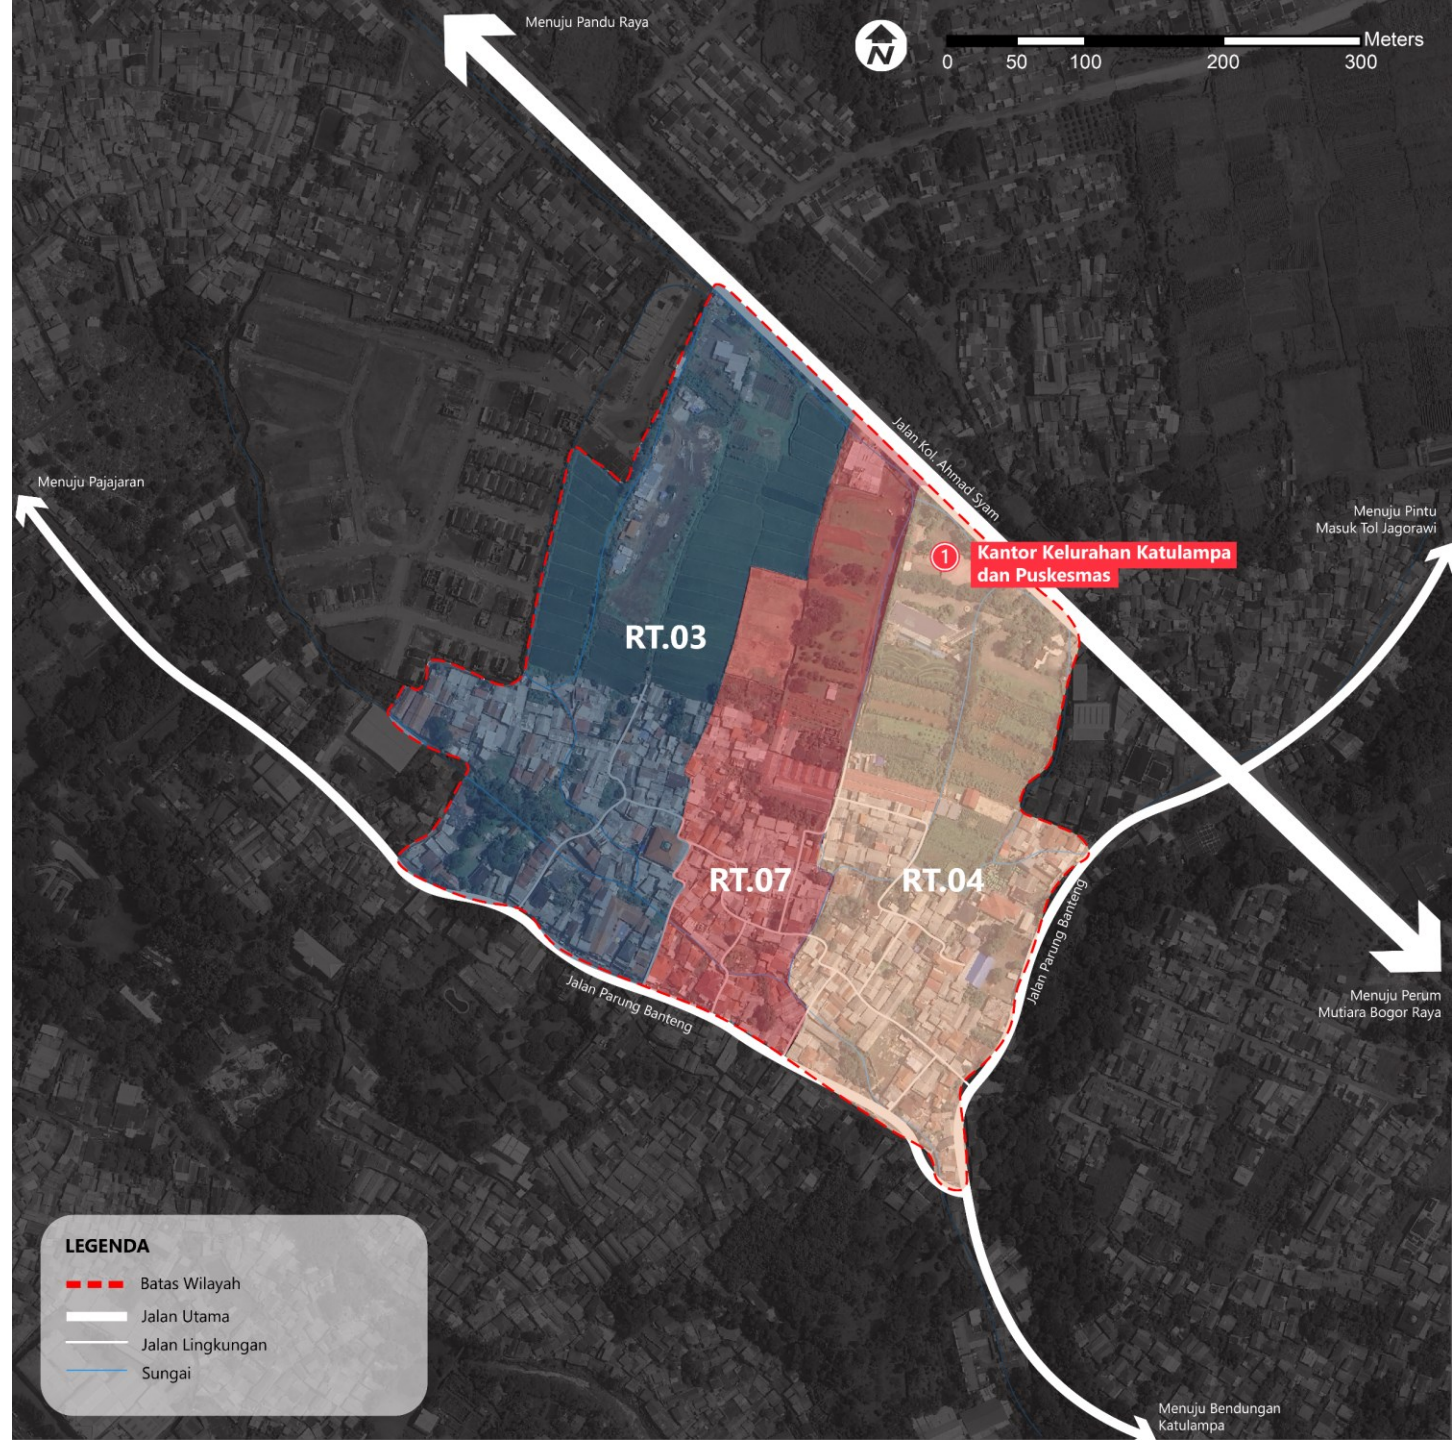 Menuju Pandu Raya
N
Meters
0 50 100 200 300
Jalan Kol. Ahmad Syam
Menuju Pajajaran
Menuju Pintu
Masuk Tol Jagorawi
1
Kantor Kelurahan Katulampa
dan Puskesmas
RT.03
RT.07
RT.04
Jalan Parung Banteng
Jalan Parung Banteng
Menuju Perum
Mutiara Bogor Raya
LEGENDA
Batas Wilayah
Jalan Utama
Jalan Lingkungan
Sungai
Menuju Bendungan
Katulampa